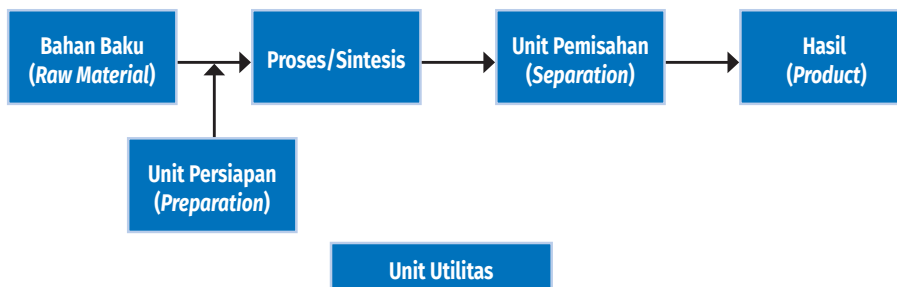 Bahan Baku
(Raw Material)
Proses/Sintesis
Unit Pemisahan
(Separation)
Hasil
(Product)
Unit Persiapan
(Preparation)
Unit Utilitas